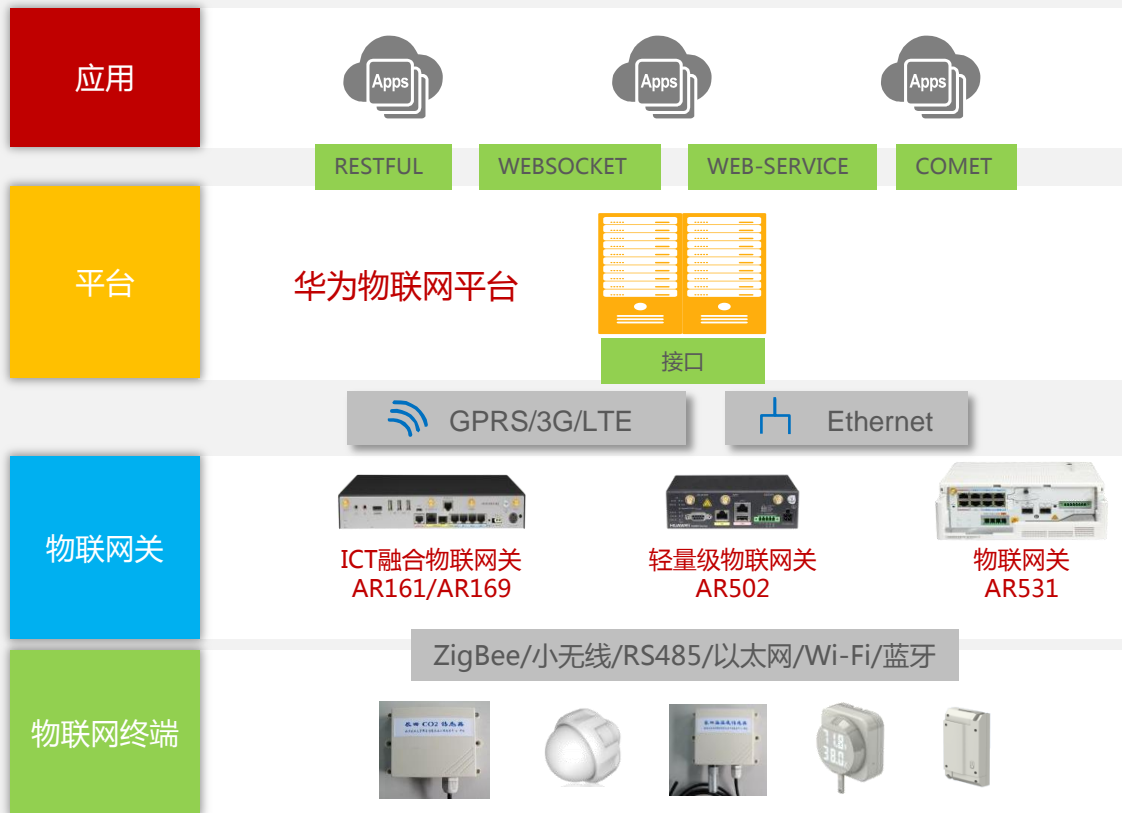 应用
Apps
Apps
Apps
RESTFUL
WEBSOCKET
WEB-SERVICE
COMET
平台
华为物联网平台
接口
GPRS/3G/LTE
Ethernet
物联网关
ICT融合物联网关
AR161/AR169
轻量级物联网关
AR502
物联网关
AR531
ZigBee/小无线/RS485/以太网/Wi-Fi/蓝牙
物联网终端